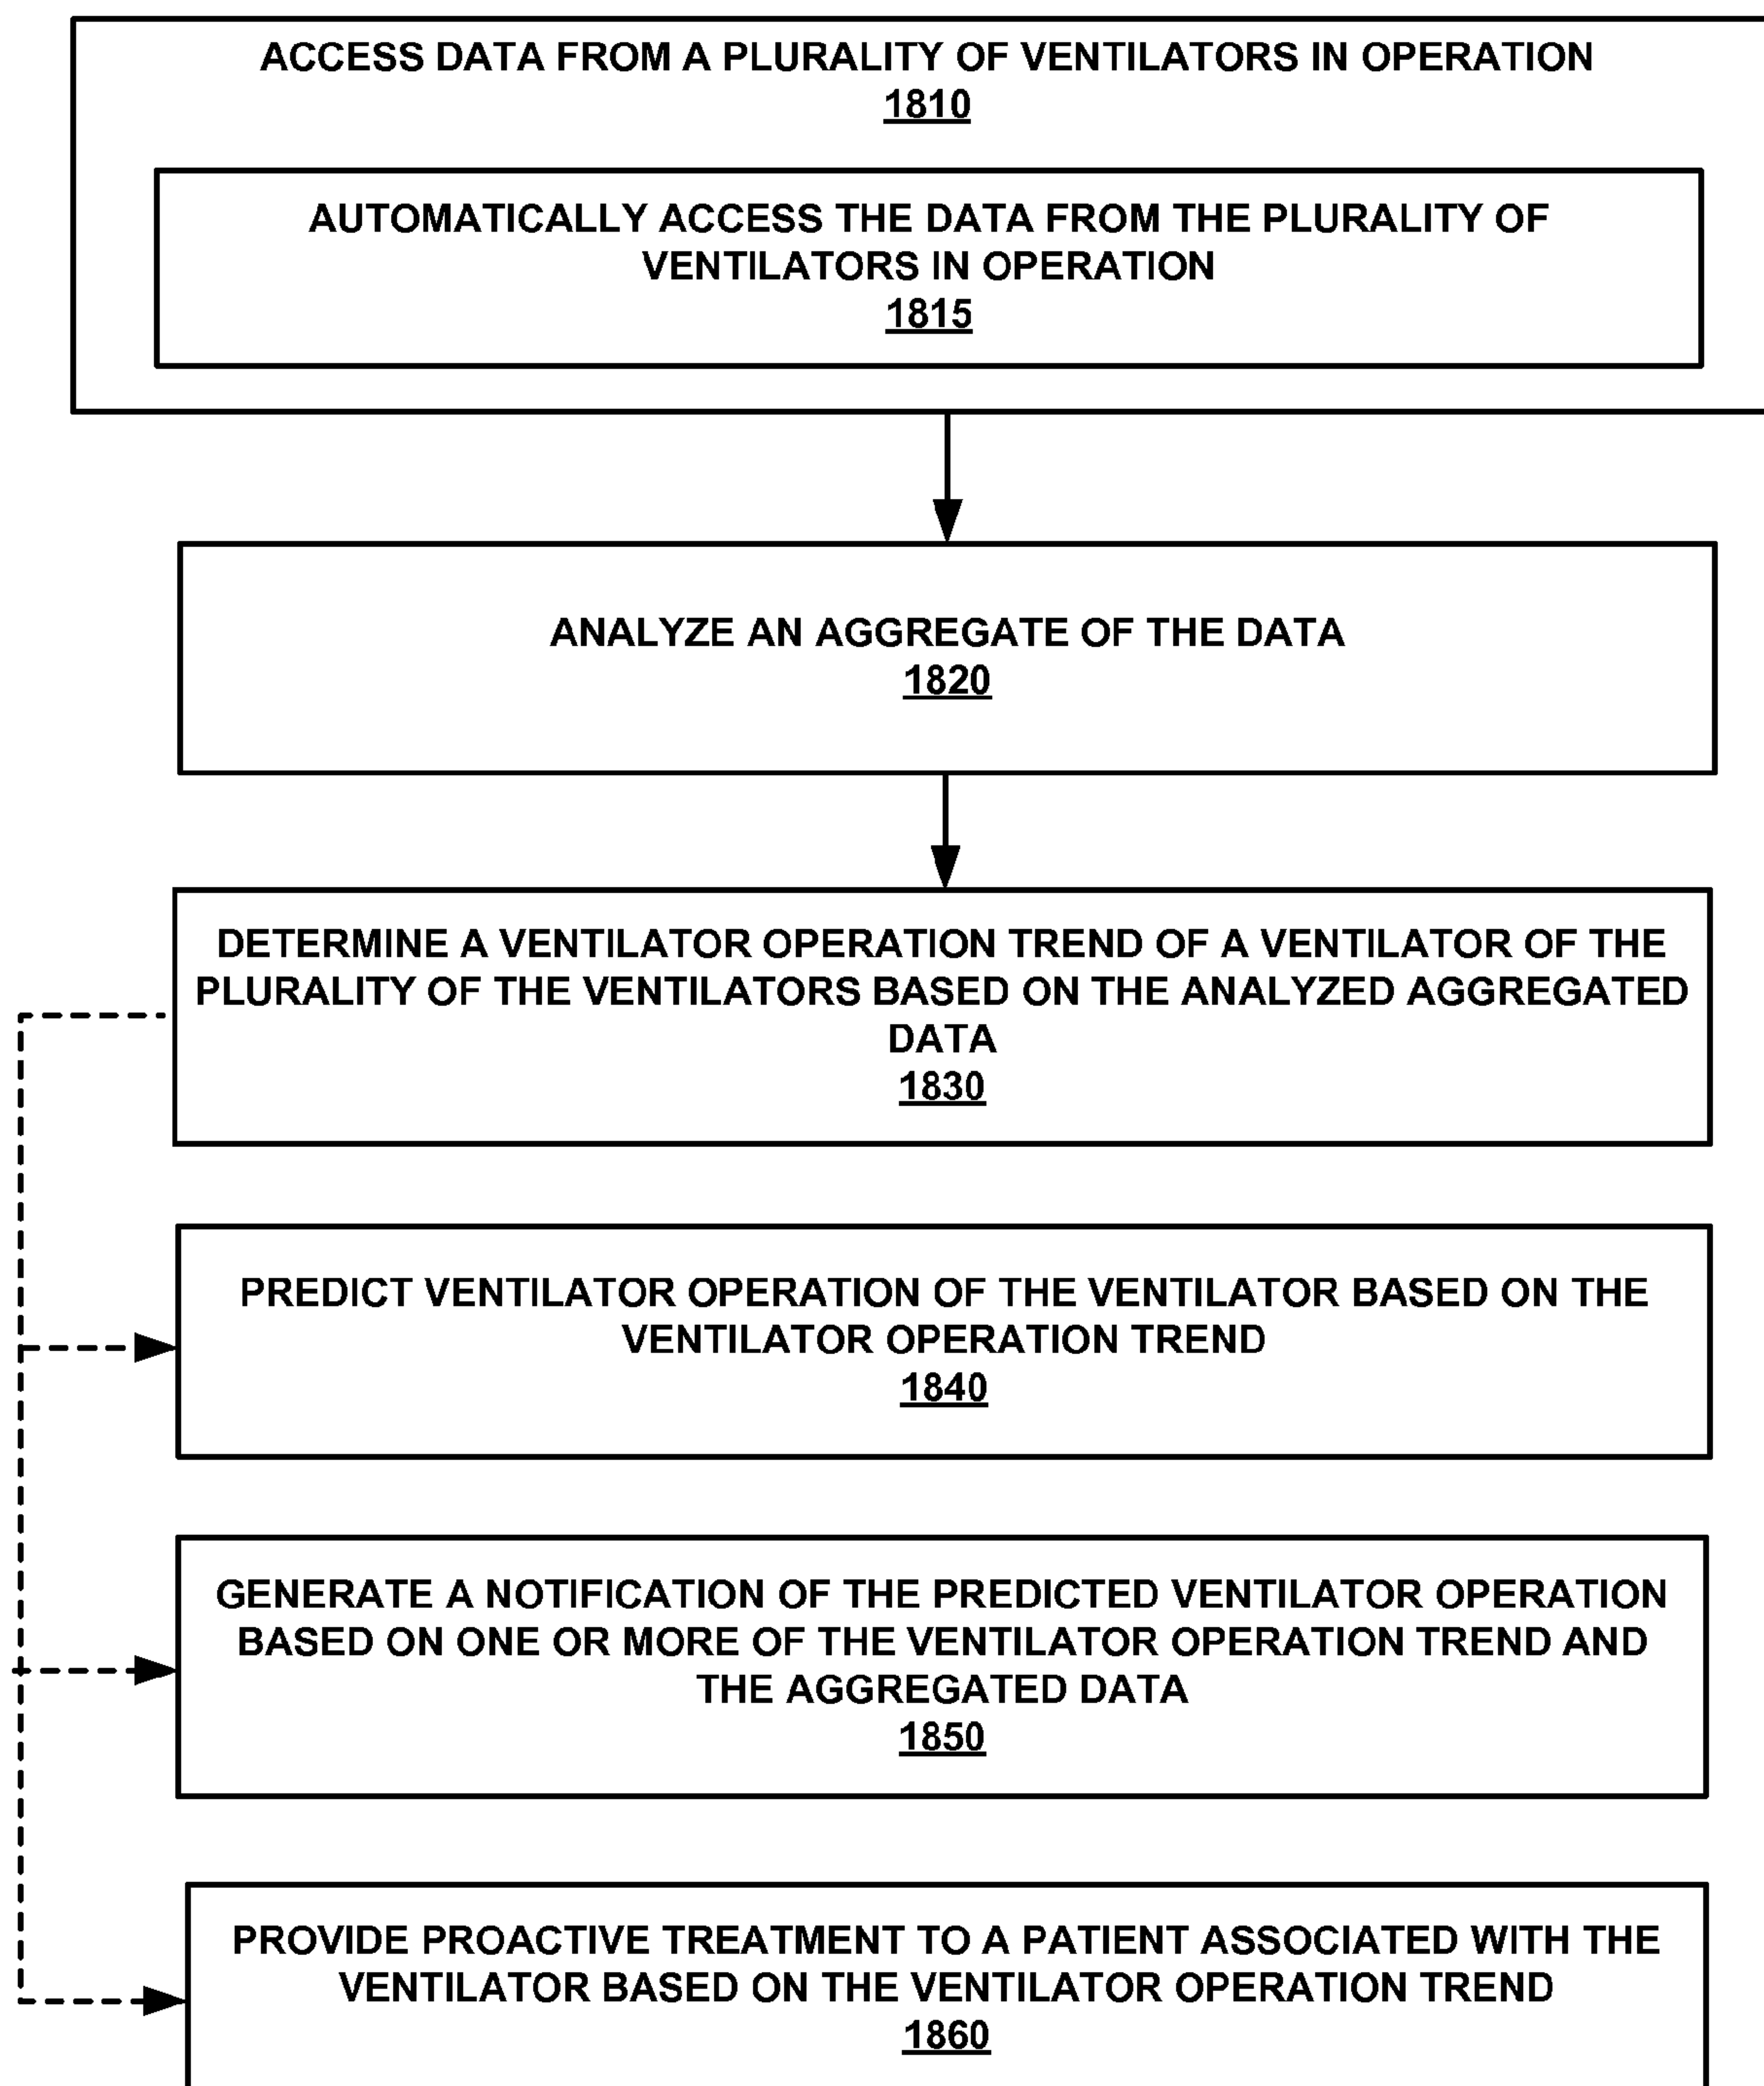 ACCESS DATA FROM A PLURALITY OF VENTILATORS IN OPERATION
1810
AUTOMATICALLY ACCESS THE DATA FROM THE PLURALITY OF
VENTILATORS IN OPERATION
1815
ANALYZE AN AGGREGATE OF THE DATA
1820
DETERMINE A VENTILATOR OPERATION TREND OF A VENTILATOR OF THE
PLURALITY OF THE VENTILATORS BASED ON THE ANALYZED AGGREGATED
DATA
1830
PREDICT VENTILATOR OPERATION OF THE VENTILATOR BASED ON THE
VENTILATOR OPERATION TREND
1840
GENERATE A NOTIFICATION OF THE PREDICTED VENTILATOR OPERATION
BASED ON ONE OR MORE OF THE VENTILATOR OPERATION TREND AND
THE AGGREGATED DATA
1850
PROVIDE PROACTIVE TREATMENT TO A PATIENT ASSOCIATED WITH THE
VENTILATOR BASED ON THE VENTILATOR OPERATION TREND
1860